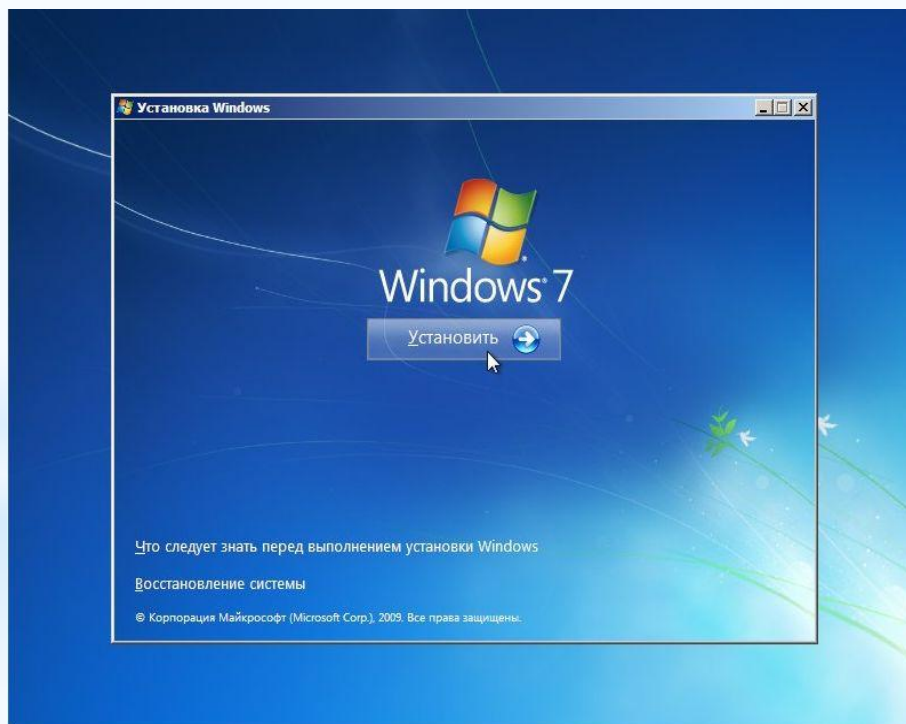 Установка Windows
Windows® 7
Установить
Что следует знать перед выполнением установки Windows
Восстановление системы
© Корпорация Майкрософт (Microsoft Corp.), 2009. Все права защищены.